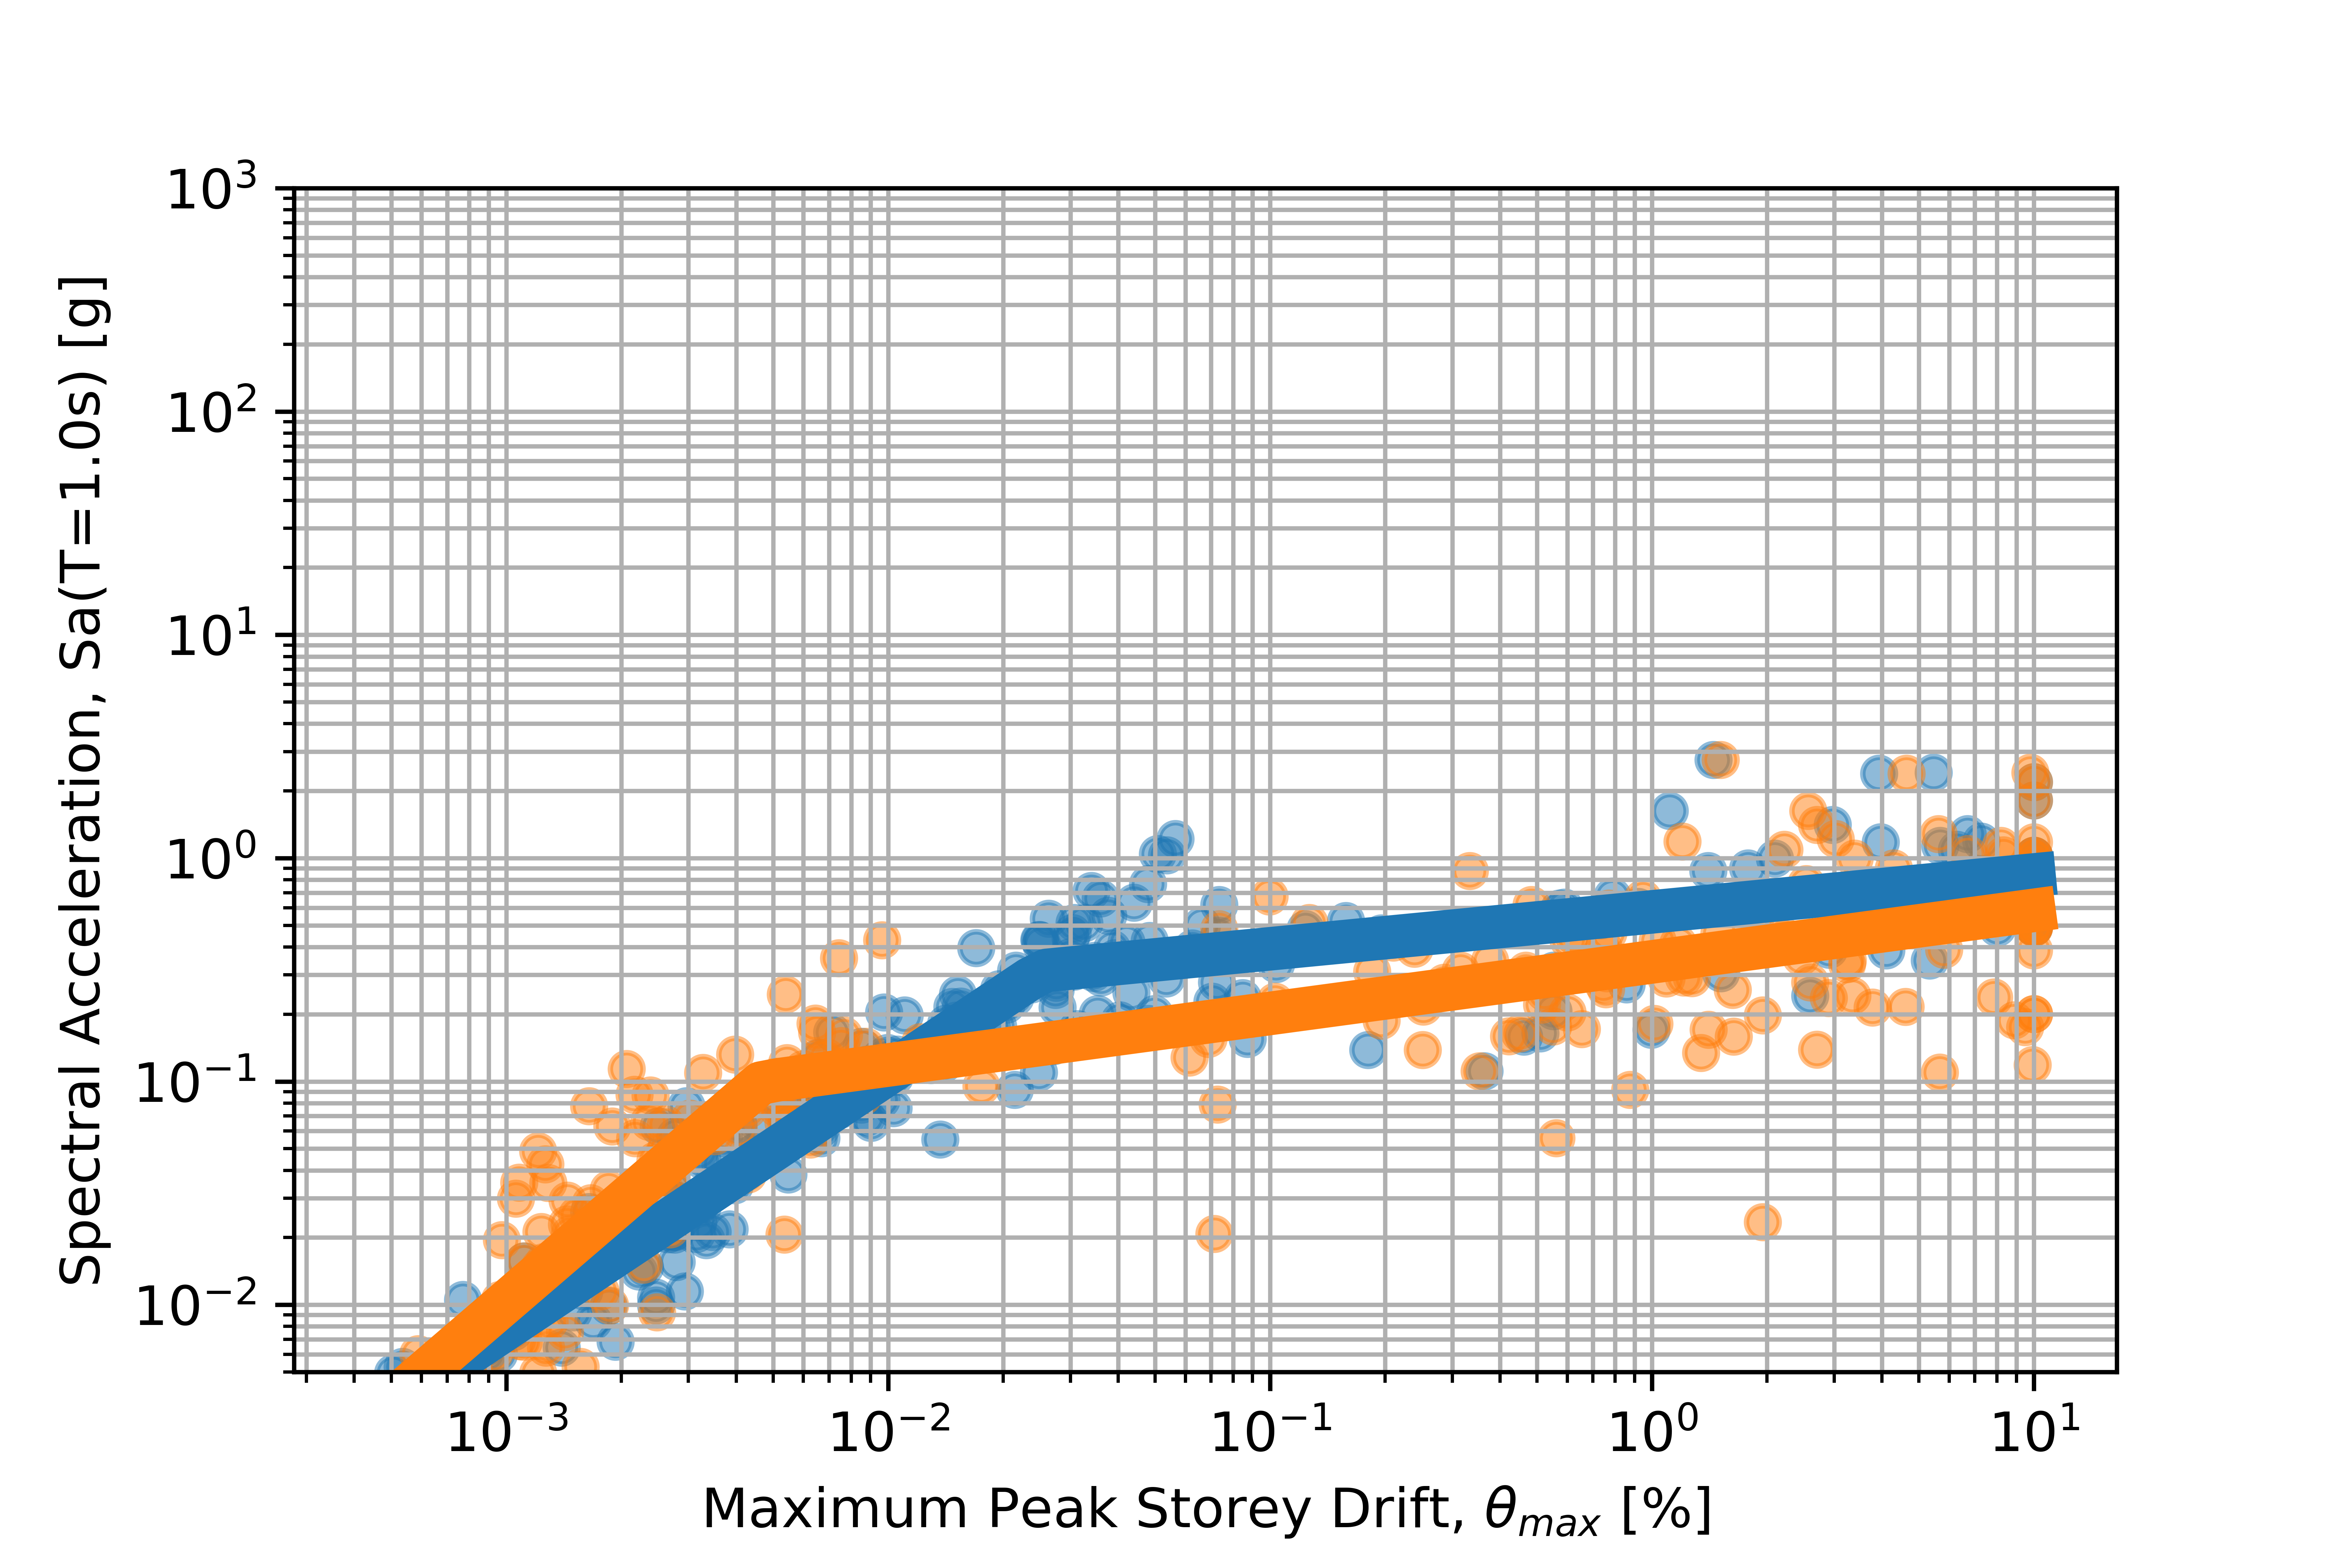 10³
10²
10¹
10⁰
10⁻¹
10⁻²
Spectral Acceleration, Sa(T=1.0s) [g]
10⁻³ 10⁻² 10⁻¹ 10⁰ 10¹
Maximum Peak Storey Drift, θmax [%]